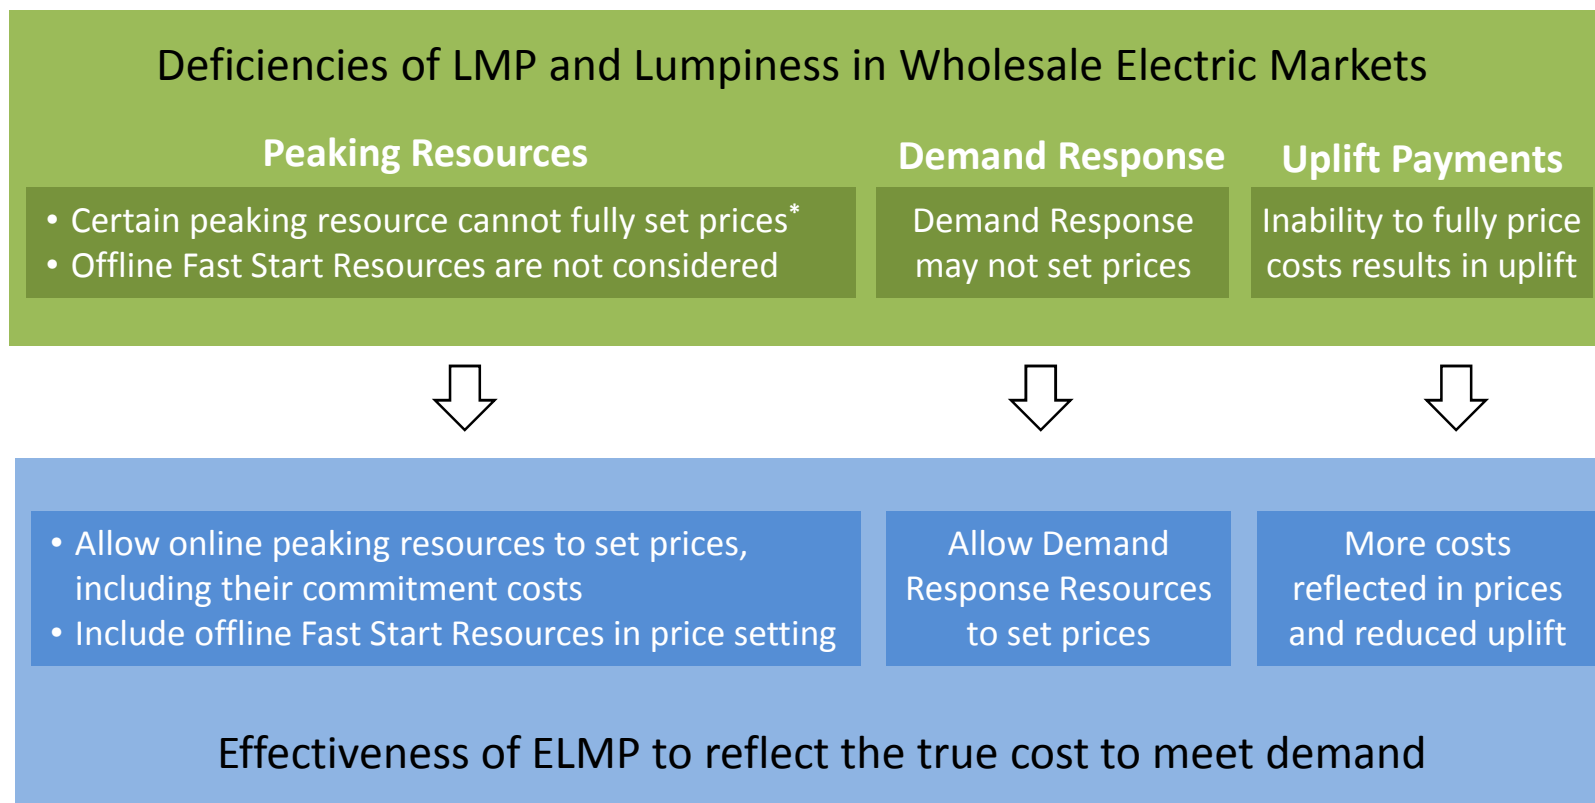 Deficiencies of LMP and Lumpiness in Wholesale Electric Markets
Peaking Resources
• Certain peaking resource cannot fully set prices*
• Offline Fast Start Resources are not considered
Demand Response
Demand Response
may not set prices
Uplift Payments
Inability to fully price
costs results in uplift
• Allow online peaking resources to set prices,
including their commitment costs
• Include offline Fast Start Resources in price setting
Allow Demand
Response Resources
to set prices
More costs
reflected in prices
and reduced uplift
Effectiveness of ELMP to reflect the true cost to meet demand